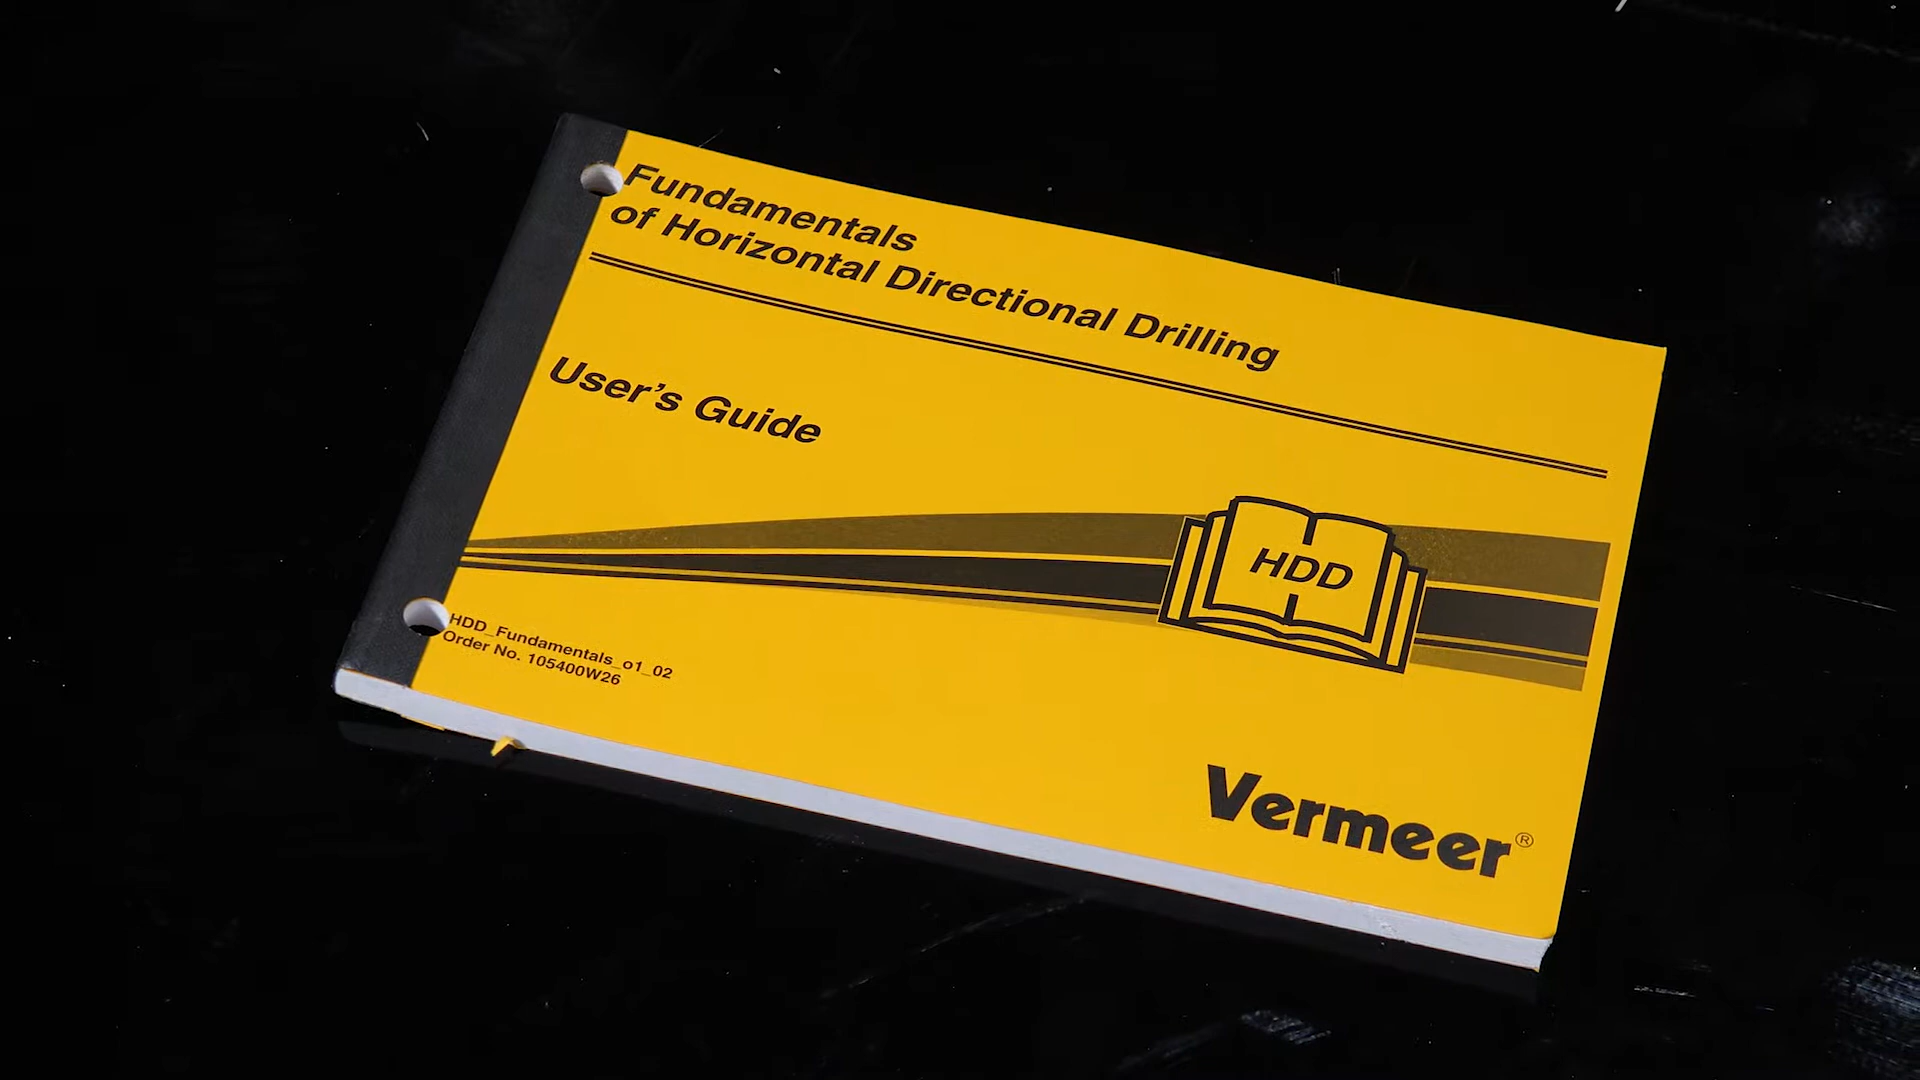 Fundamentals
of Horizontal Directional Drilling
User's Guide
HDD
HDD_Fundamentals_o1_02
Order No. 105400W26
Vermeer®